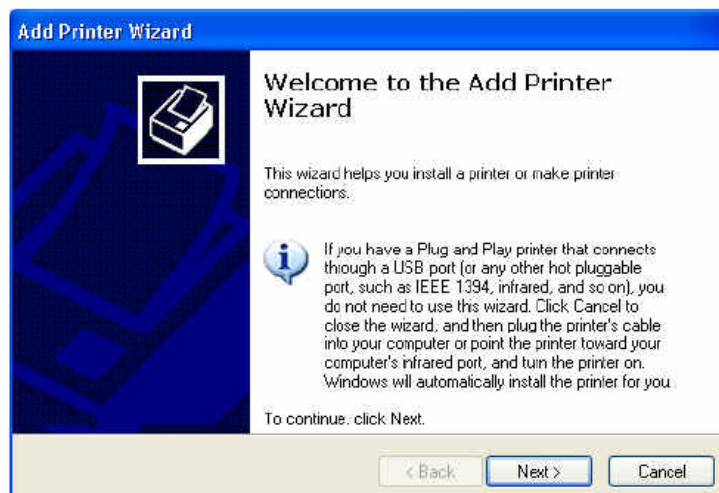 Add Printer Wizard
Welcome to the Add Printer
Wizard
This wizard helps you install a printer or make printer
connections.
If you have a Plug and Play printer that connects
through a USB port (or any other hot pluggable
port, such as IEEE 1394, infrared, and so on), you
do not need to use this wizard. Click Cancel to
close the wizard, and then plug the printer's cable
into your computer or point the printer toward your
computer's infrared port, and turn the printer on.
Windows will automatically install the printer for you
To continue, click Next.
< Back Next > Cancel